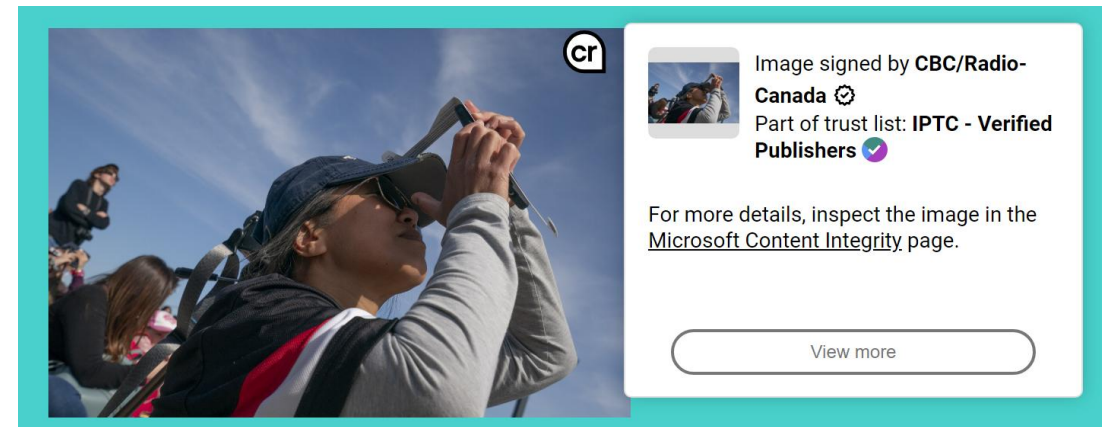 cr
Image signed by CBC/Radio-
Canada
Part of trust list: IPTC - Verified
Publishers
For more details, inspect the image in the
Microsoft Content Integrity page.
View more